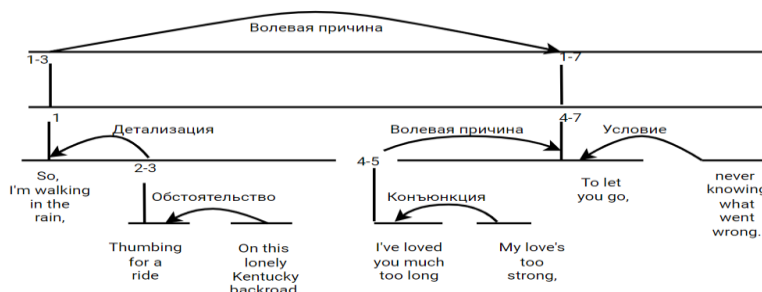 Волевая причина
1-3
1-7
1
4-7
Детализация
Волевая причина
Условие
2-3
4-5
So,
I'm walking
in the
rain,
To let
you go,
never
knowing
what
went
wrong.
Обстоятельство
Конъюнкция
Thumbing
for a
ride
On this
lonely
Kentucky
backroad
I've loved
you much
too long
My love's
too
strong,